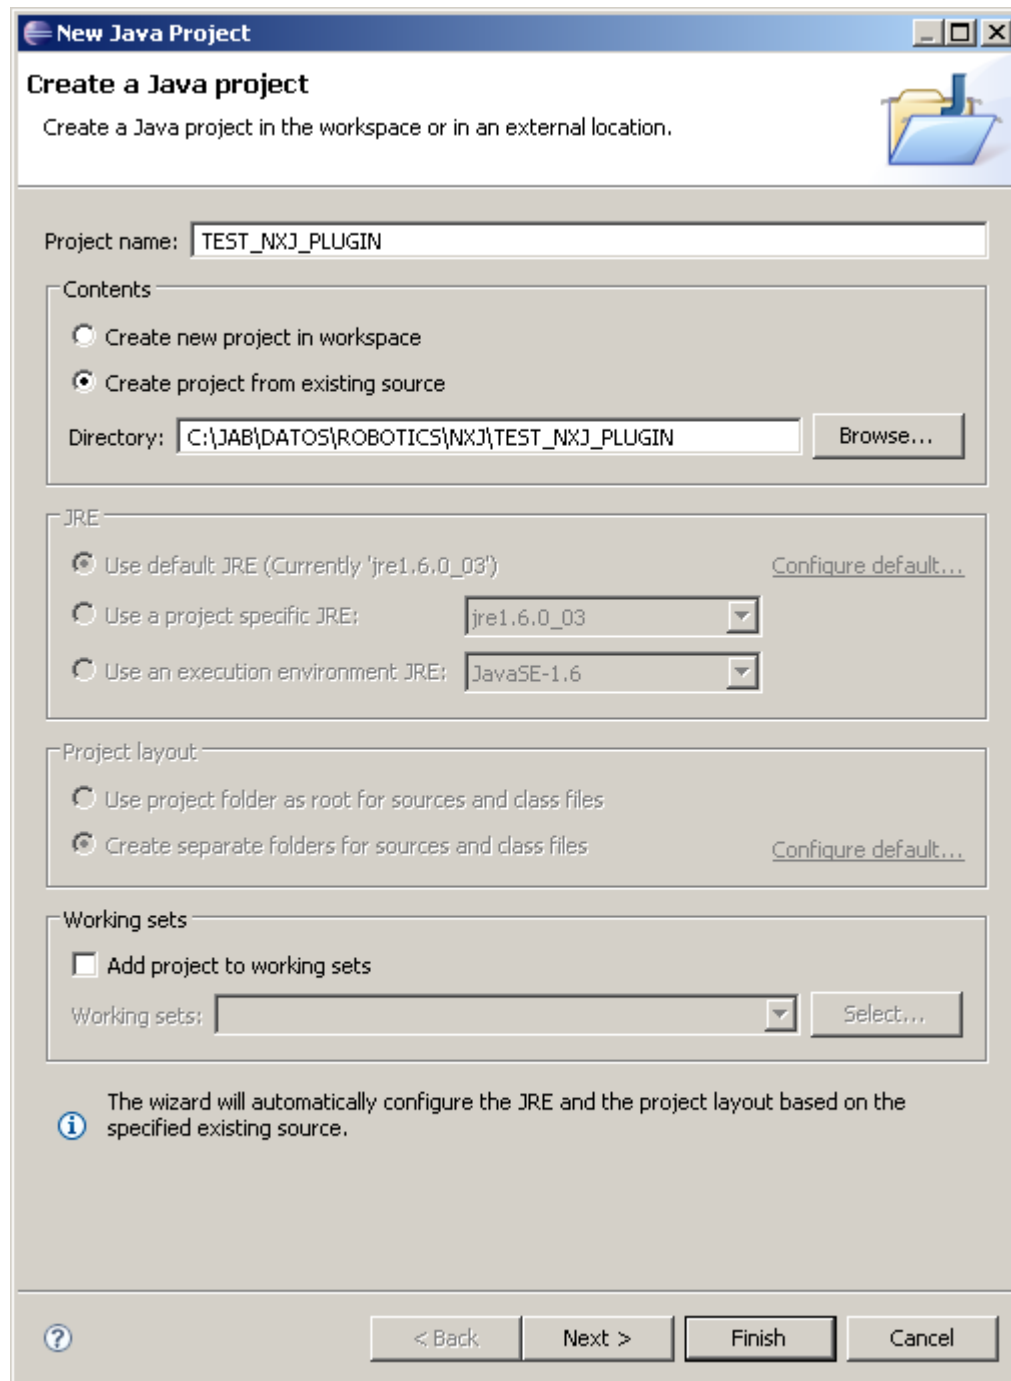 New Java Project
Create a Java project
Create a Java project in the workspace or in an external location.
Project name: TEST_NXJ_PLUGIN
Contents
Create new project in workspace
Create project from existing source
Directory: C:\JAB\DATOS\ROBOTICS\NXJ\TEST_NXJ_PLUGIN Browse...
JRE
Use default JRE (Currently 'jre1.6.0_03') Configure default...
Use a project specific JRE: jre1.6.0_03
Use an execution environment JRE: JavaSE-1.6
Project layout
Use project folder as root for sources and class files
Create separate folders for sources and class files Configure default...
Working sets
Add project to working sets
Working sets: Select...
The wizard will automatically configure the JRE and the project layout based on the
specified existing source.
? < Back Next > Finish Cancel